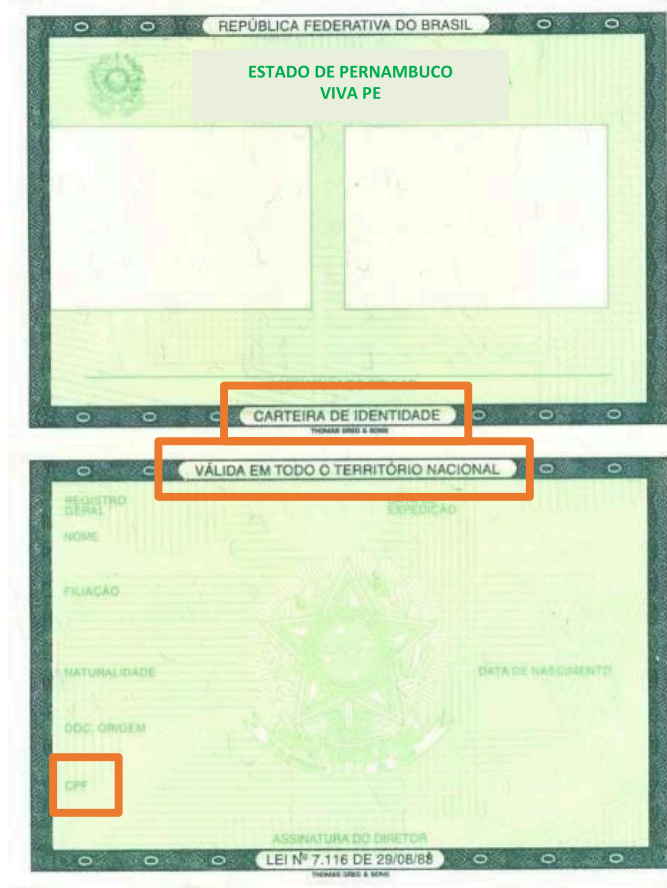 REPÚBLICA FEDERATIVA DO BRASIL
ESTADO DE PERNAMBUCO
VIVA PE
CARTEIRA DE IDENTIDADE
THOMAS GREG & SONS
VÁLIDA EM TODO O TERRITÓRIO NACIONAL
REGISTRO
GERAL
EXPEDIÇÃO
NOME
FILIAÇÃO
NATURALIDADE
DATA DE NASCIMENTO
DOC. ORIGEM
CPF
ASSINATURA DO DIRETOR
LEI Nº 7.116 DE 29/08/83
THOMAS GREG & SONS